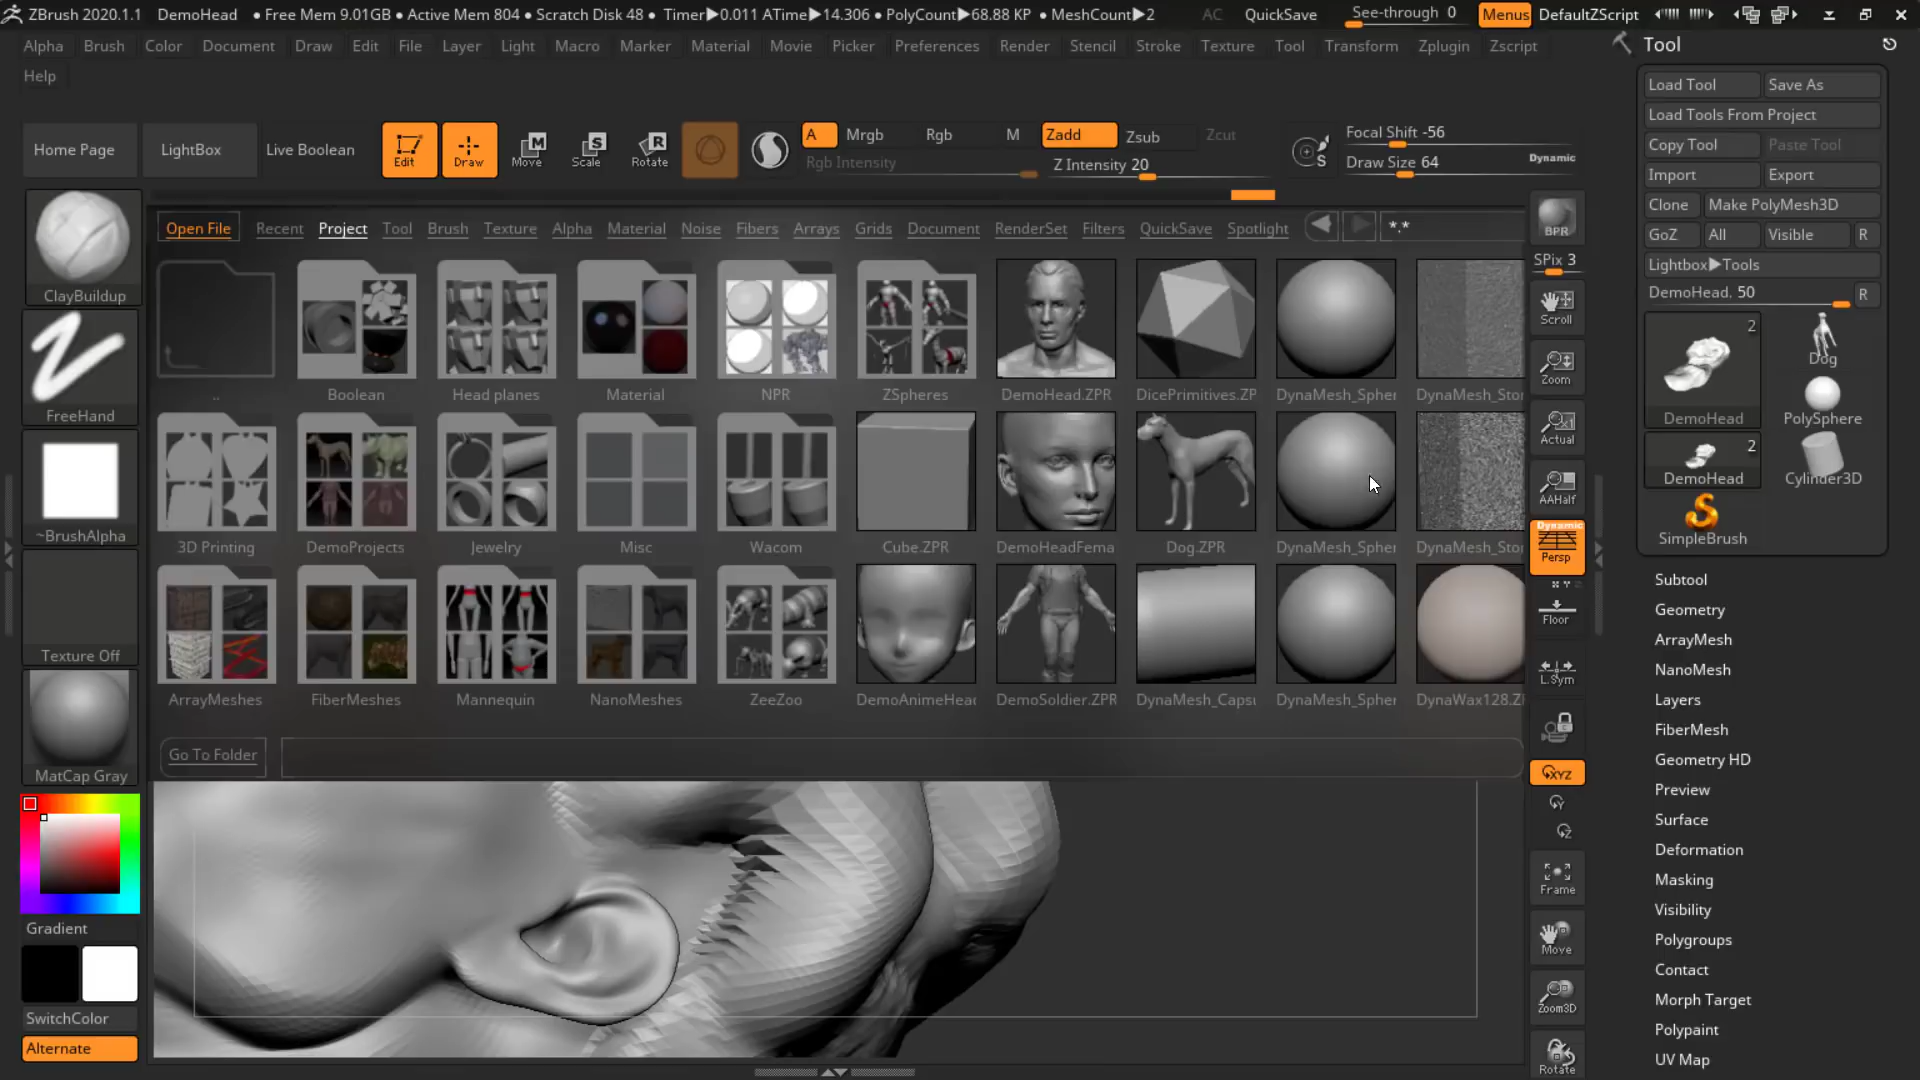 ZBrush 2020.1.1 DemoHead • Free Mem 9.01GB • Active Mem 804 • Scratch Disk 48 • Timer▶0.011 ATime▶14.306 • PolyCount▶68.88 KP • MeshCount▶2 AC QuickSave See-through 0 Menus DefaultZScript
Alpha Brush Color Document Draw Edit File Layer Light Macro Marker Material Movie Picker Preferences Render Stencil Stroke Texture Tool Transform Zplugin Zscript
Help
Home Page LightBox Live Boolean Edit Draw Move Scale Rotate A Mrgb Rgb M Zadd Zsub Zcut
Rgb Intensity Z Intensity 20
Focal Shift -56
Draw Size 64 Dynamic
Open File Recent Project Tool Brush Texture Alpha Material Noise Fibers Arrays Grids Document RenderSet Filters QuickSave Spotlight *.*
.. Boolean Head planes Material NPR ZSpheres DemoHead.ZPR DicePrimitives.ZP DynaMesh_Spher DynaMesh_Sto
3D Printing DemoProjects Jewelry Misc Wacom Cube.ZPR DemoHeadFema Dog.ZPR DynaMesh_Spher DynaMesh_Sto
ArrayMeshes FiberMeshes Mannequin NanoMeshes ZeeZoo DemoAnimeHead DemoSoldier.ZPR DynaMesh_Capsu DynaMesh_Spher DynaWax128.Z
Go To Folder
ClayBuildup
FreeHand
~BrushAlpha
Texture Off
MatCap Gray
Gradient
SwitchColor
Alternate
BPR
SPix 3
Scroll
Zoom
Actual
AAHalf
Dynamic
Persp
Floor
L.Sym
XYZ
Y
Z
Frame
Move
Zoom3D
Rotate
Tool
Load Tool Save As
Load Tools From Project
Copy Tool Paste Tool
Import Export
Clone Make PolyMesh3D
GoZ All Visible R
Lightbox▶Tools
DemoHead. 50 R
2
DemoHead
Dog
PolySphere
2
DemoHead
Cylinder3D
SimpleBrush
Subtool
Geometry
ArrayMesh
NanoMesh
Layers
FiberMesh
Geometry HD
Preview
Surface
Deformation
Masking
Visibility
Polygroups
Contact
Morph Target
Polypaint
UV Map